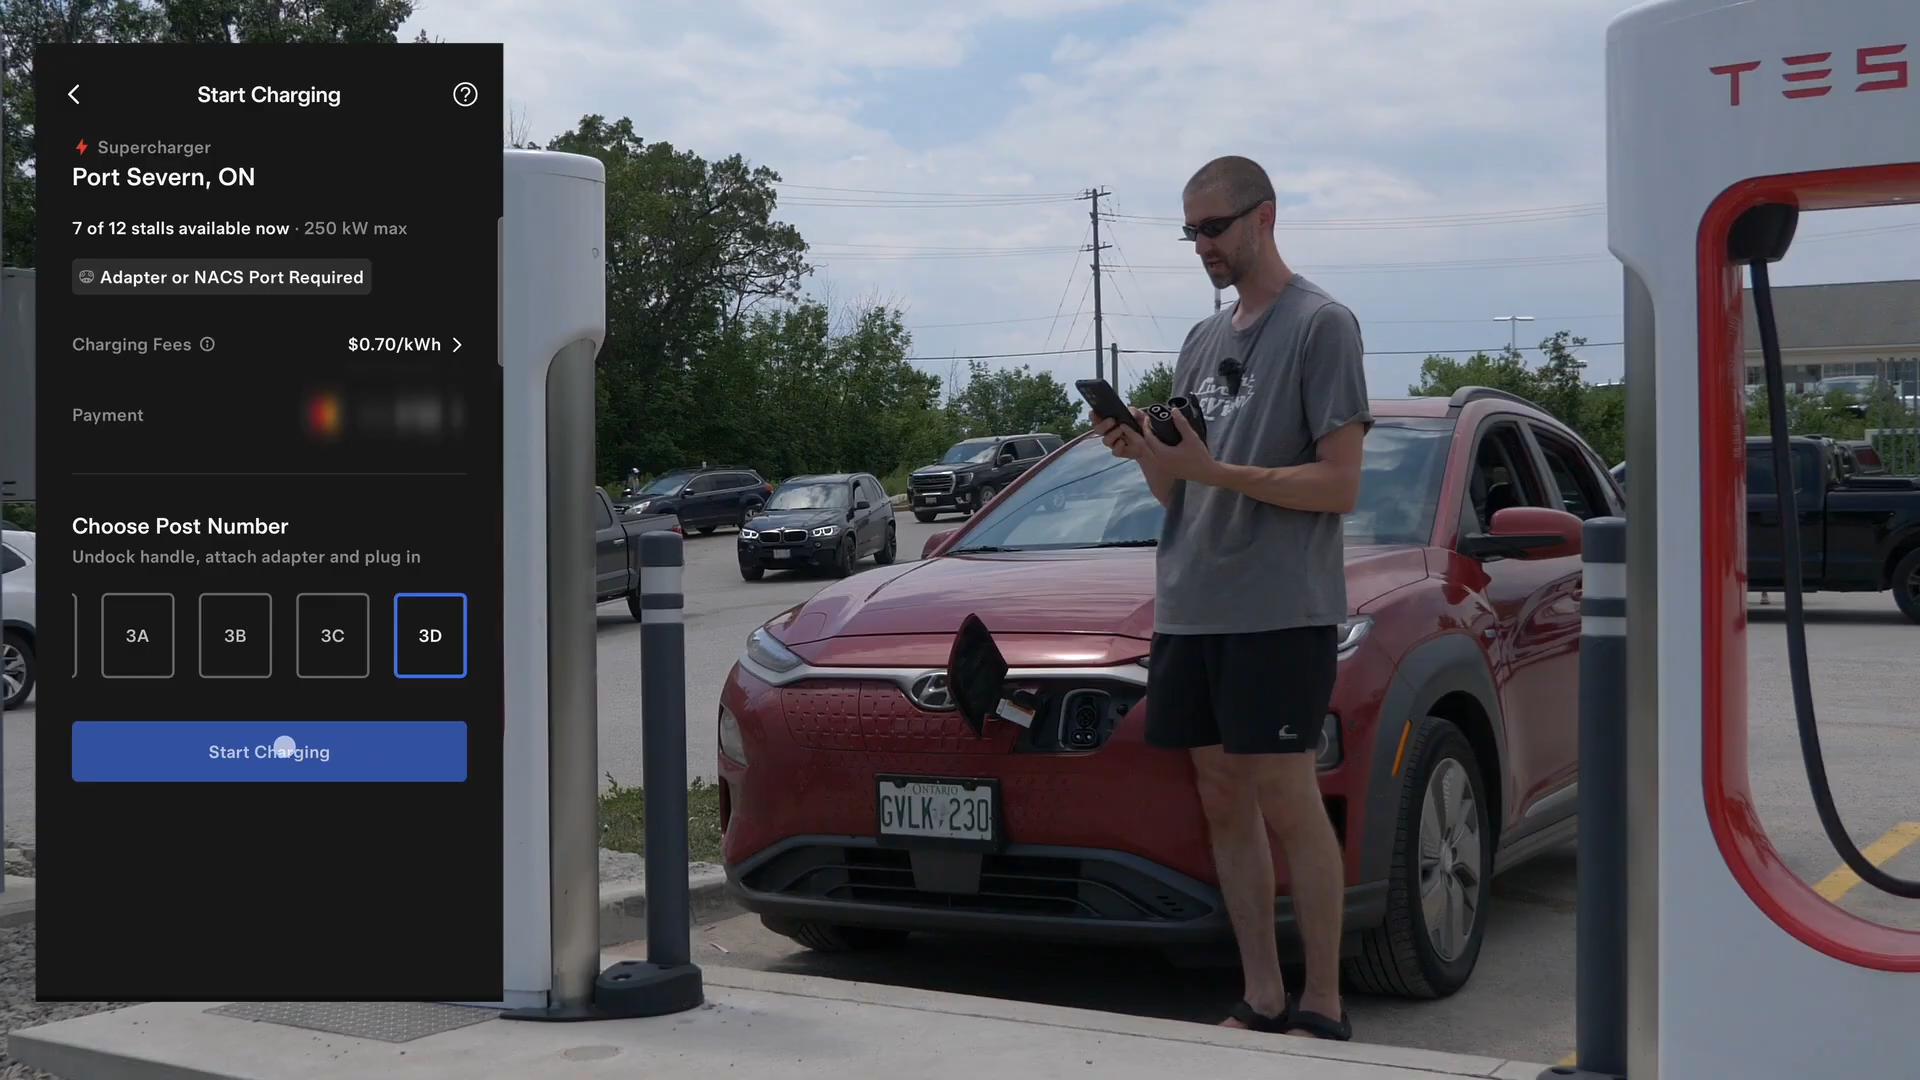 Start Charging
Supercharger
Port Severn, ON
7 of 12 stalls available now · 250 kW max
Adapter or NACS Port Required
Charging Fees
$0.70/kWh
Payment
Choose Post Number
Undock handle, attach adapter and plug in
3A
3B
3C
3D
Start Charging
TES
ONTARIO
GVLK 230